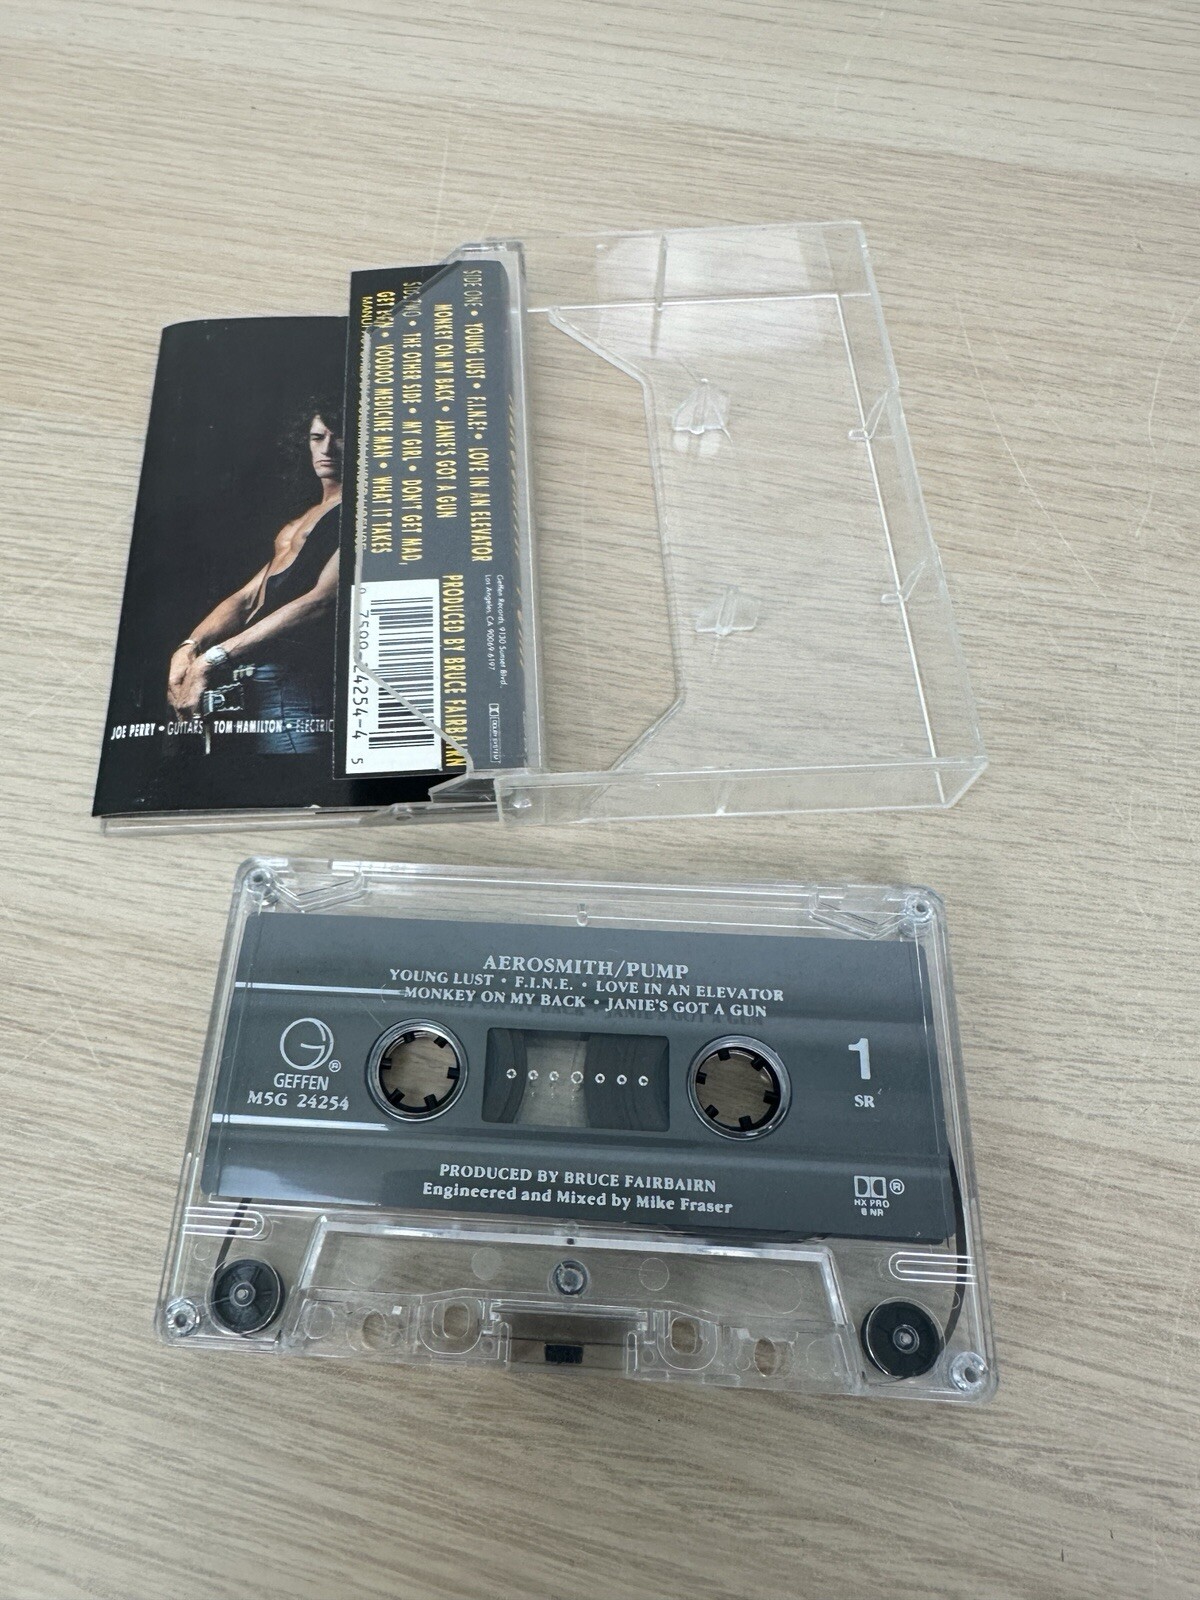 SIDE ONE • YOUNG LUST • F.I.N.E.* • LOVE IN AN ELEVATOR
MONKEY ON MY BACK • JANIE'S GOT A GUN
SIDE TWO • THE OTHER SIDE • MY GIRL • DON'T GET MAD,
GET EVEN • VOODOO MEDICINE MAN • WHAT IT TAKES
PRODUCED BY BRUCE FAIRBAIRN
Geffen Records, 9130 Sunset Blvd.,
Los Angeles, CA 90069-6197
24254-4 5
JOE PERRY • GUITARS TOM HAMILTON • ELECTRIC
AEROSMITH/PUMP
YOUNG LUST • F.I.N.E. • LOVE IN AN ELEVATOR
MONKEY ON MY BACK • JANIE'S GOT A GUN
G®
GEFFEN
M5G 24254
1
SR
PRODUCED BY BRUCE FAIRBAIRN
Engineered and Mixed by Mike Fraser
®
HX PRO
B NR